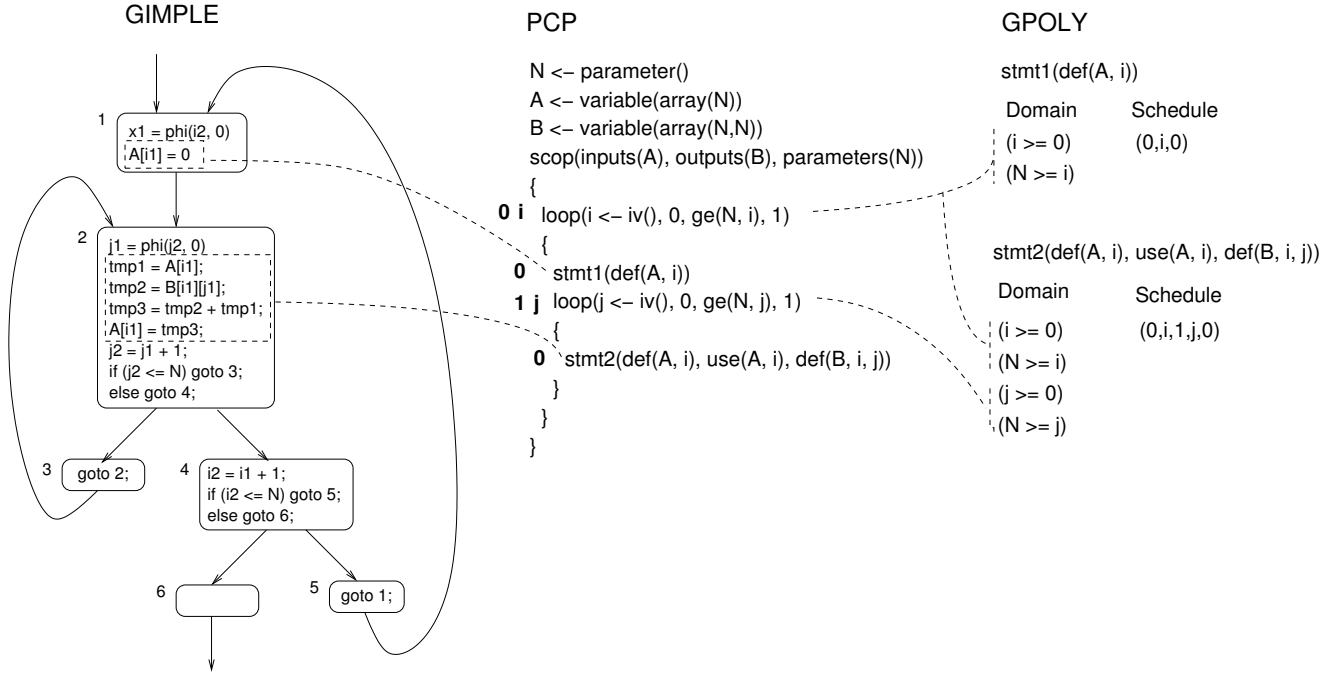 GIMPLE
1
x1 = phi(i2, 0)
A[i1] = 0
2
j1 = phi(j2, 0)
tmp1 = A[i1];
tmp2 = B[i1][j1];
tmp3 = tmp2 + tmp1;
A[i1] = tmp3;
j2 = j1 + 1;
if (j2 <= N) goto 3;
else goto 4;
3
goto 2;
4
i2 = i1 + 1;
if (i2 <= N) goto 5;
else goto 6;
6
5
goto 1;
PCP
N <− parameter()
A <− variable(array(N))
B <− variable(array(N,N))
scop(inputs(A), outputs(B), parameters(N))
{
0 i loop(i <− iv(), 0, ge(N, i), 1)
{
0 stmt1(def(A, i))
1 j loop(j <− iv(), 0, ge(N, j), 1)
{
0 stmt2(def(A, i), use(A, i), def(B, i, j))
}
}
}
GPOLY
stmt1(def(A, i))
Domain Schedule
(i >= 0) (0,i,0)
(N >= i)
stmt2(def(A, i), use(A, i), def(B, i, j))
Domain Schedule
(i >= 0) (0,i,1,j,0)
(N >= i)
(j >= 0)
(N >= j)